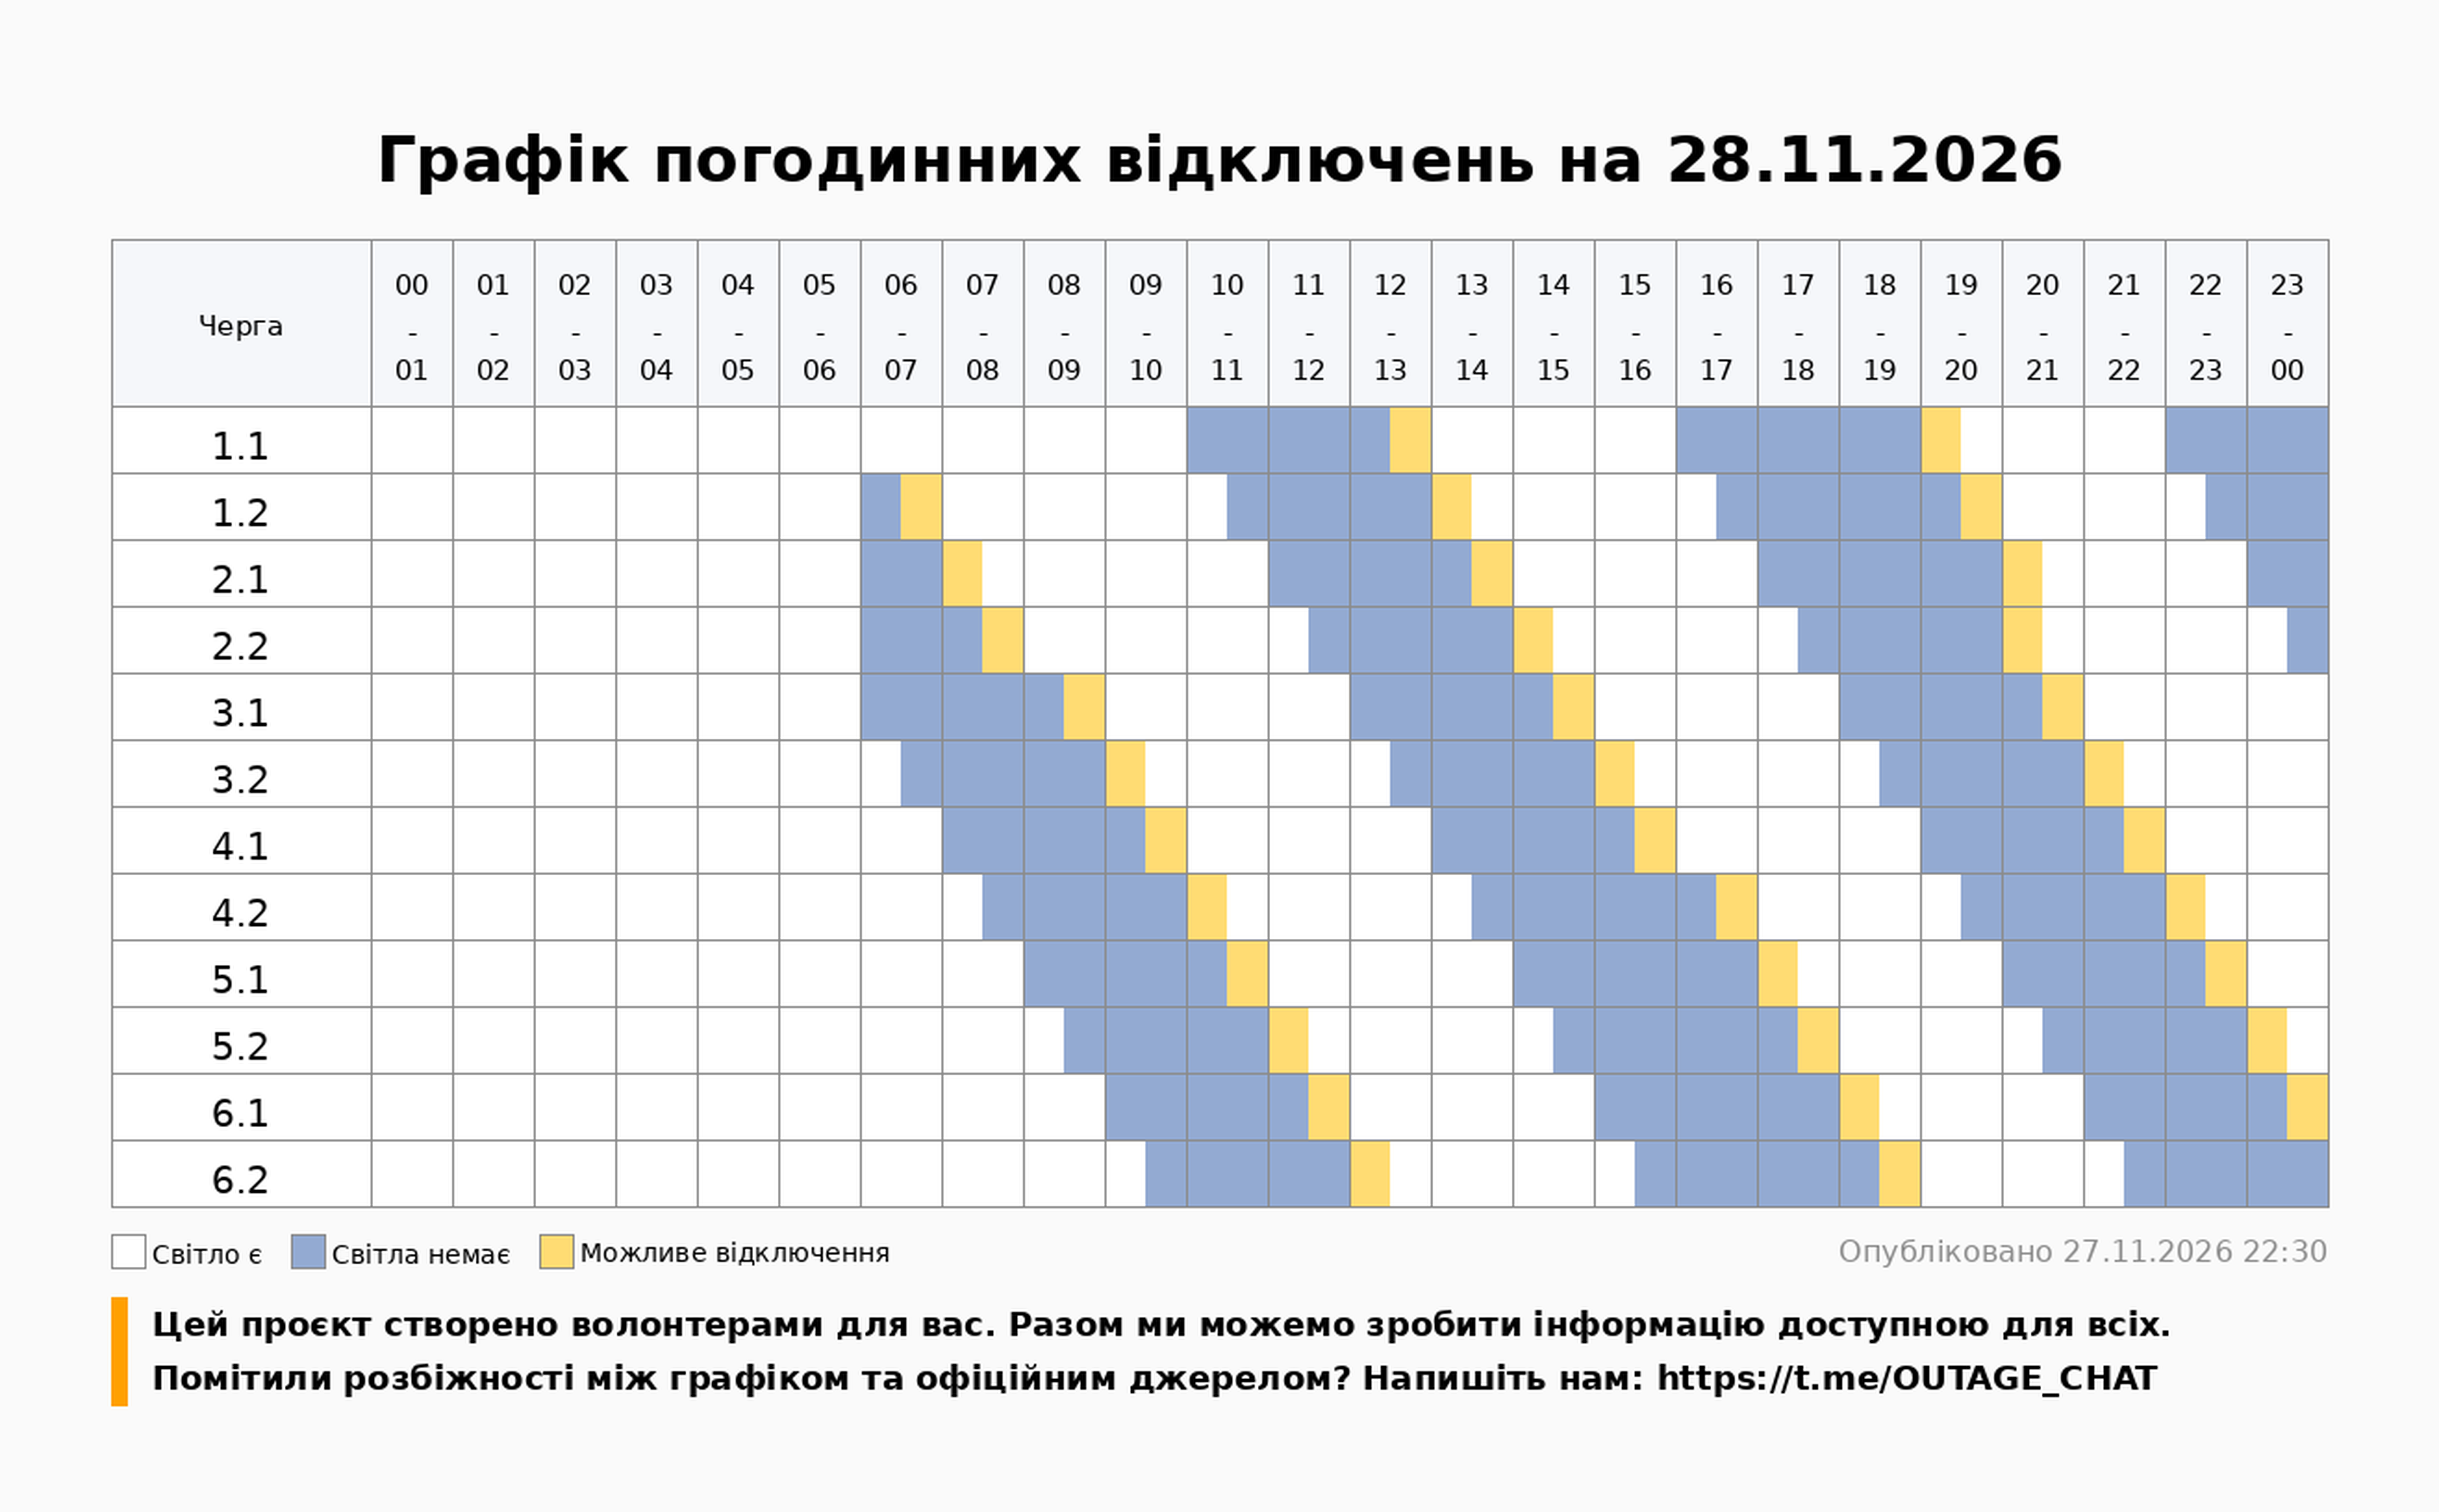 Графік погодинних відключень на 28.11.2026
Черга
00 - 01
01 - 02
02 - 03
03 - 04
04 - 05
05 - 06
06 - 07
07 - 08
08 - 09
09 - 10
10 - 11
11 - 12
12 - 13
13 - 14
14 - 15
15 - 16
16 - 17
17 - 18
18 - 19
19 - 20
20 - 21
21 - 22
22 - 23
23 - 00
1.1
1.2
2.1
2.2
3.1
3.2
4.1
4.2
5.1
5.2
6.1
6.2
Світло є
Світла немає
Можливе відключення
Опубліковано 27.11.2026 22:30
Цей проєкт створено волонтерами для вас. Разом ми можемо зробити інформацію доступною для всіх.
Помітили розбіжності між графіком та офіційним джерелом? Напишіть нам: https://t.me/OUTAGE_CHAT